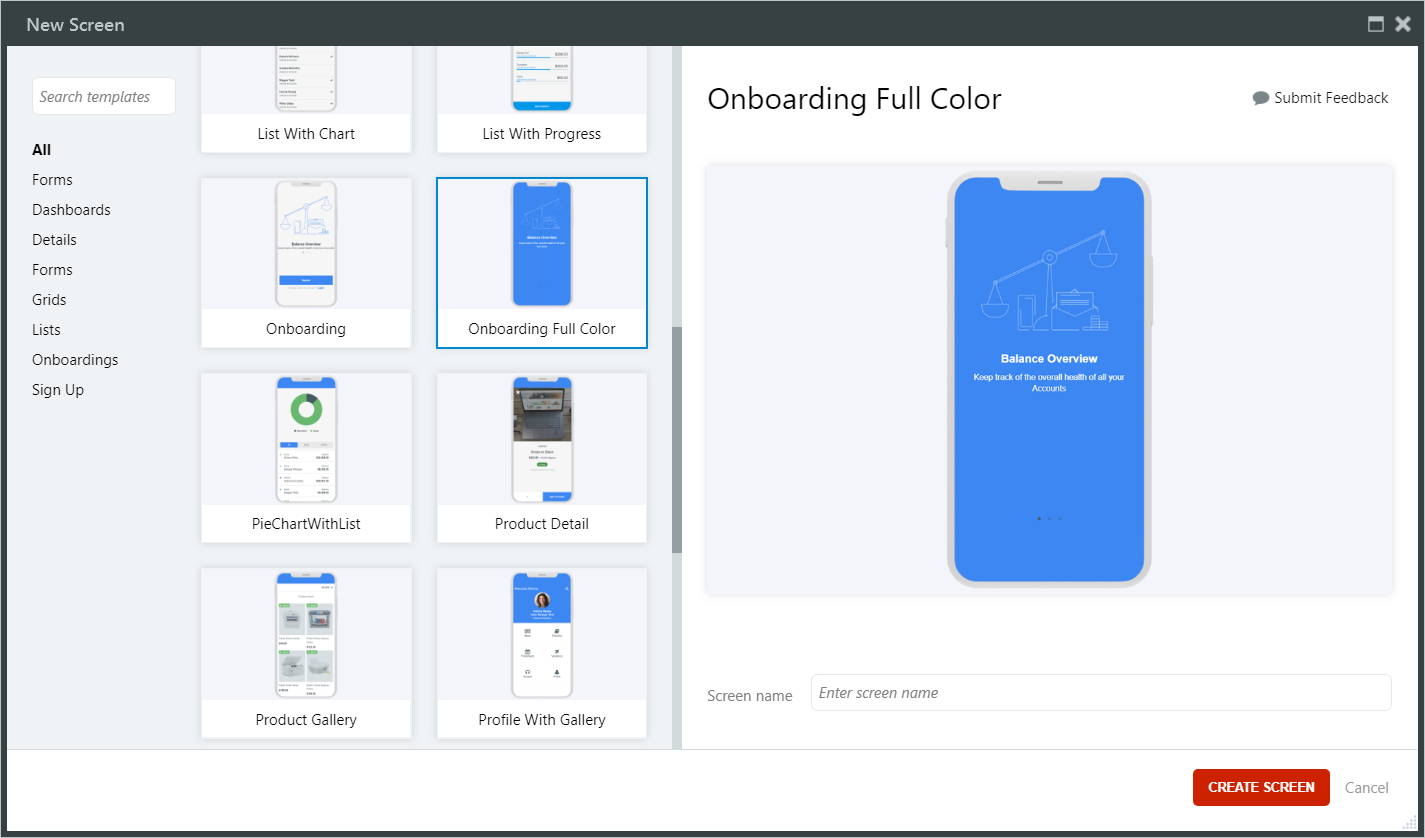 New Screen
Search templates
All
Forms
Dashboards
Details
Forms
Grids
Lists
Onboardings
Sign Up
List With Chart
List With Progress
Balance Overview
Onboarding
Onboarding Full Color
PieChartWithList
Product Detail
Product Gallery
Profile With Gallery
Onboarding Full Color
Submit Feedback
Balance Overview
Keep track of the overall health of all your
Accounts
Screen name
Enter screen name
CREATE SCREEN
Cancel